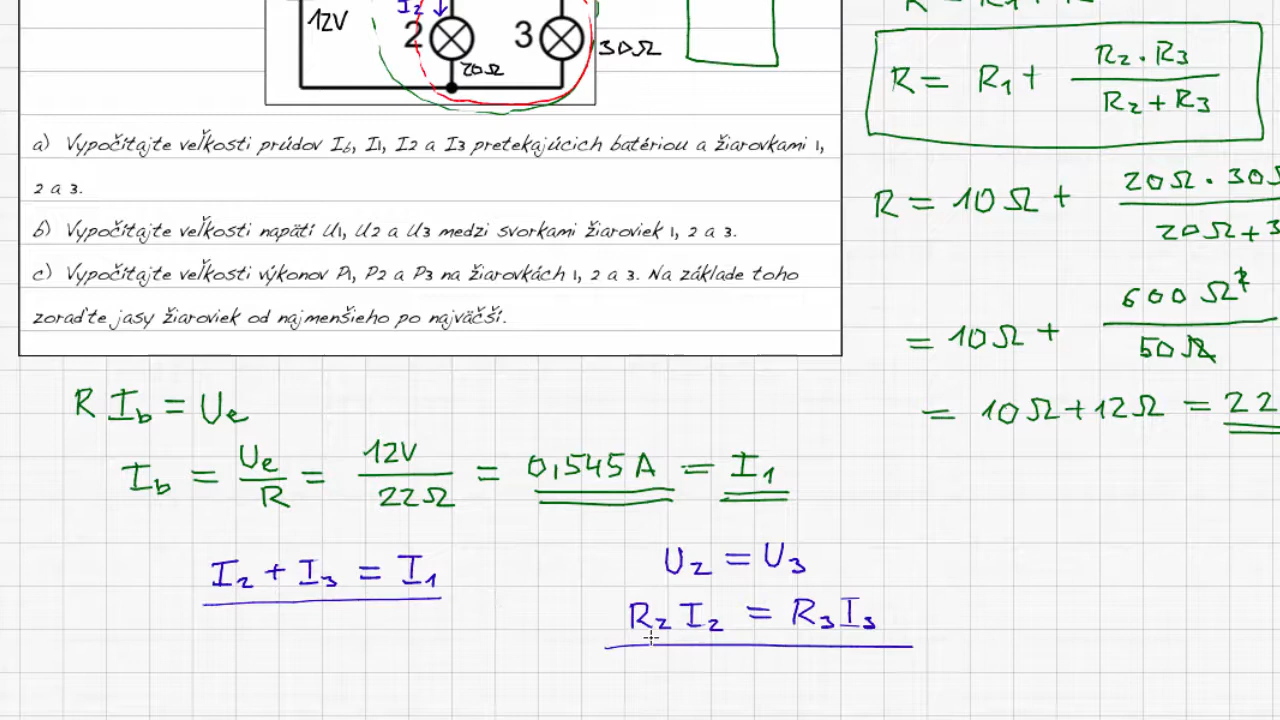 12V
I₂ ↓
2
20Ω
3
30Ω
a) Vypočítajte veľkosti prúdov Ib, I1, I2 a I3 pretekajúcich batériou a žiarovkami 1,
2 a 3.
b) Vypočítajte veľkosti napätí U1, U2 a U3 medzi svorkami žiaroviek 1, 2 a 3.
c) Vypočítajte veľkosti výkonov P1, P2 a P3 na žiarovkách 1, 2 a 3. Na základe toho
zoraďte jasy žiaroviek od najmenšieho po najväčší.
R = R₁ + (R₂ · R₃)/(R₂ + R₃)
R = 10Ω + (20Ω · 30Ω)/(20Ω + 3
= 10Ω + 600Ω²/50Ω
= 10Ω + 12Ω = 22
R Ib = Ue
Ib = Ue/R = 12V/22Ω = 0,545A = I₁
I₂ + I₃ = I₁
U₂ = U₃
R₂ I₂ = R₃ I₃